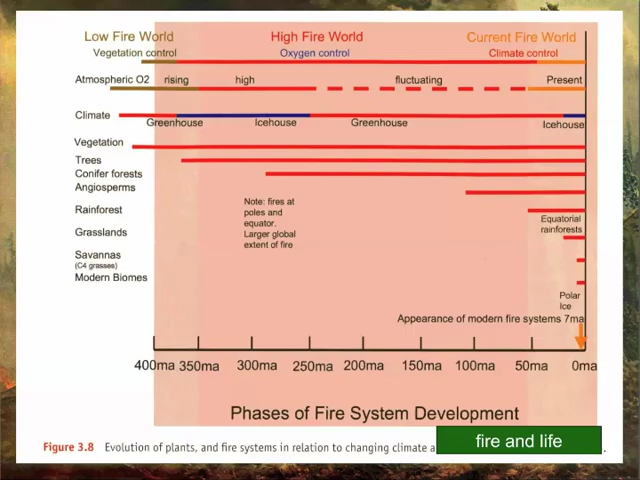 Low Fire World High Fire World Current Fire World
Vegetation control Oxygen control Climate control
Atmospheric O2 rising high fluctuating Present
Climate
Greenhouse Icehouse Greenhouse Icehouse
Vegetation
Trees
Conifer forests
Angiosperms
Note: fires at
poles and
equator.
Larger global
extent of fire
Rainforest
Equatorial
rainforests
Grasslands
Savannas
(C4 grasses)
Modern Biomes
Polar
Ice
Appearance of modern fire systems 7ma
400ma 350ma 300ma 250ma 200ma 150ma 100ma 50ma 0ma
Phases of Fire System Development
Figure 3.8 Evolution of plants, and fire systems in relation to changing climate a
fire and life